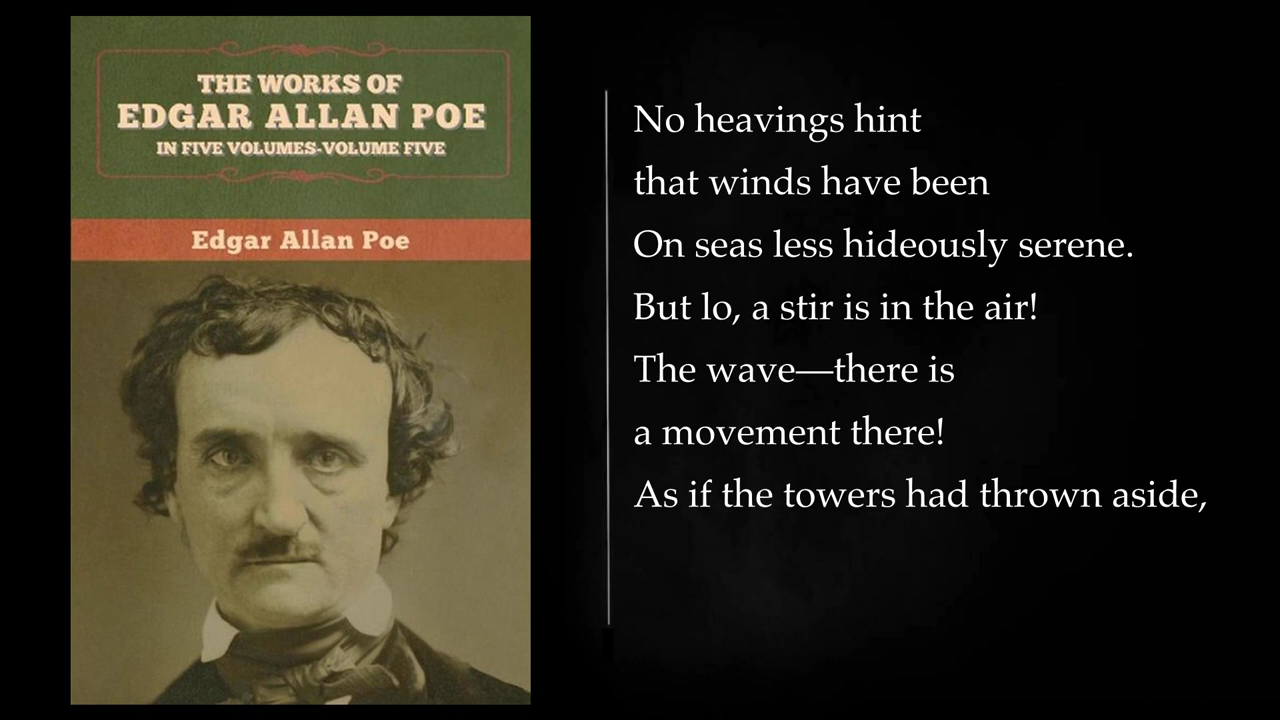 THE WORKS OF
EDGAR ALLAN POE
IN FIVE VOLUMES-VOLUME FIVE
Edgar Allan Poe
No heavings hint
that winds have been
On seas less hideously serene.
But lo, a stir is in the air!
The wave—there is
a movement there!
As if the towers had thrown aside,